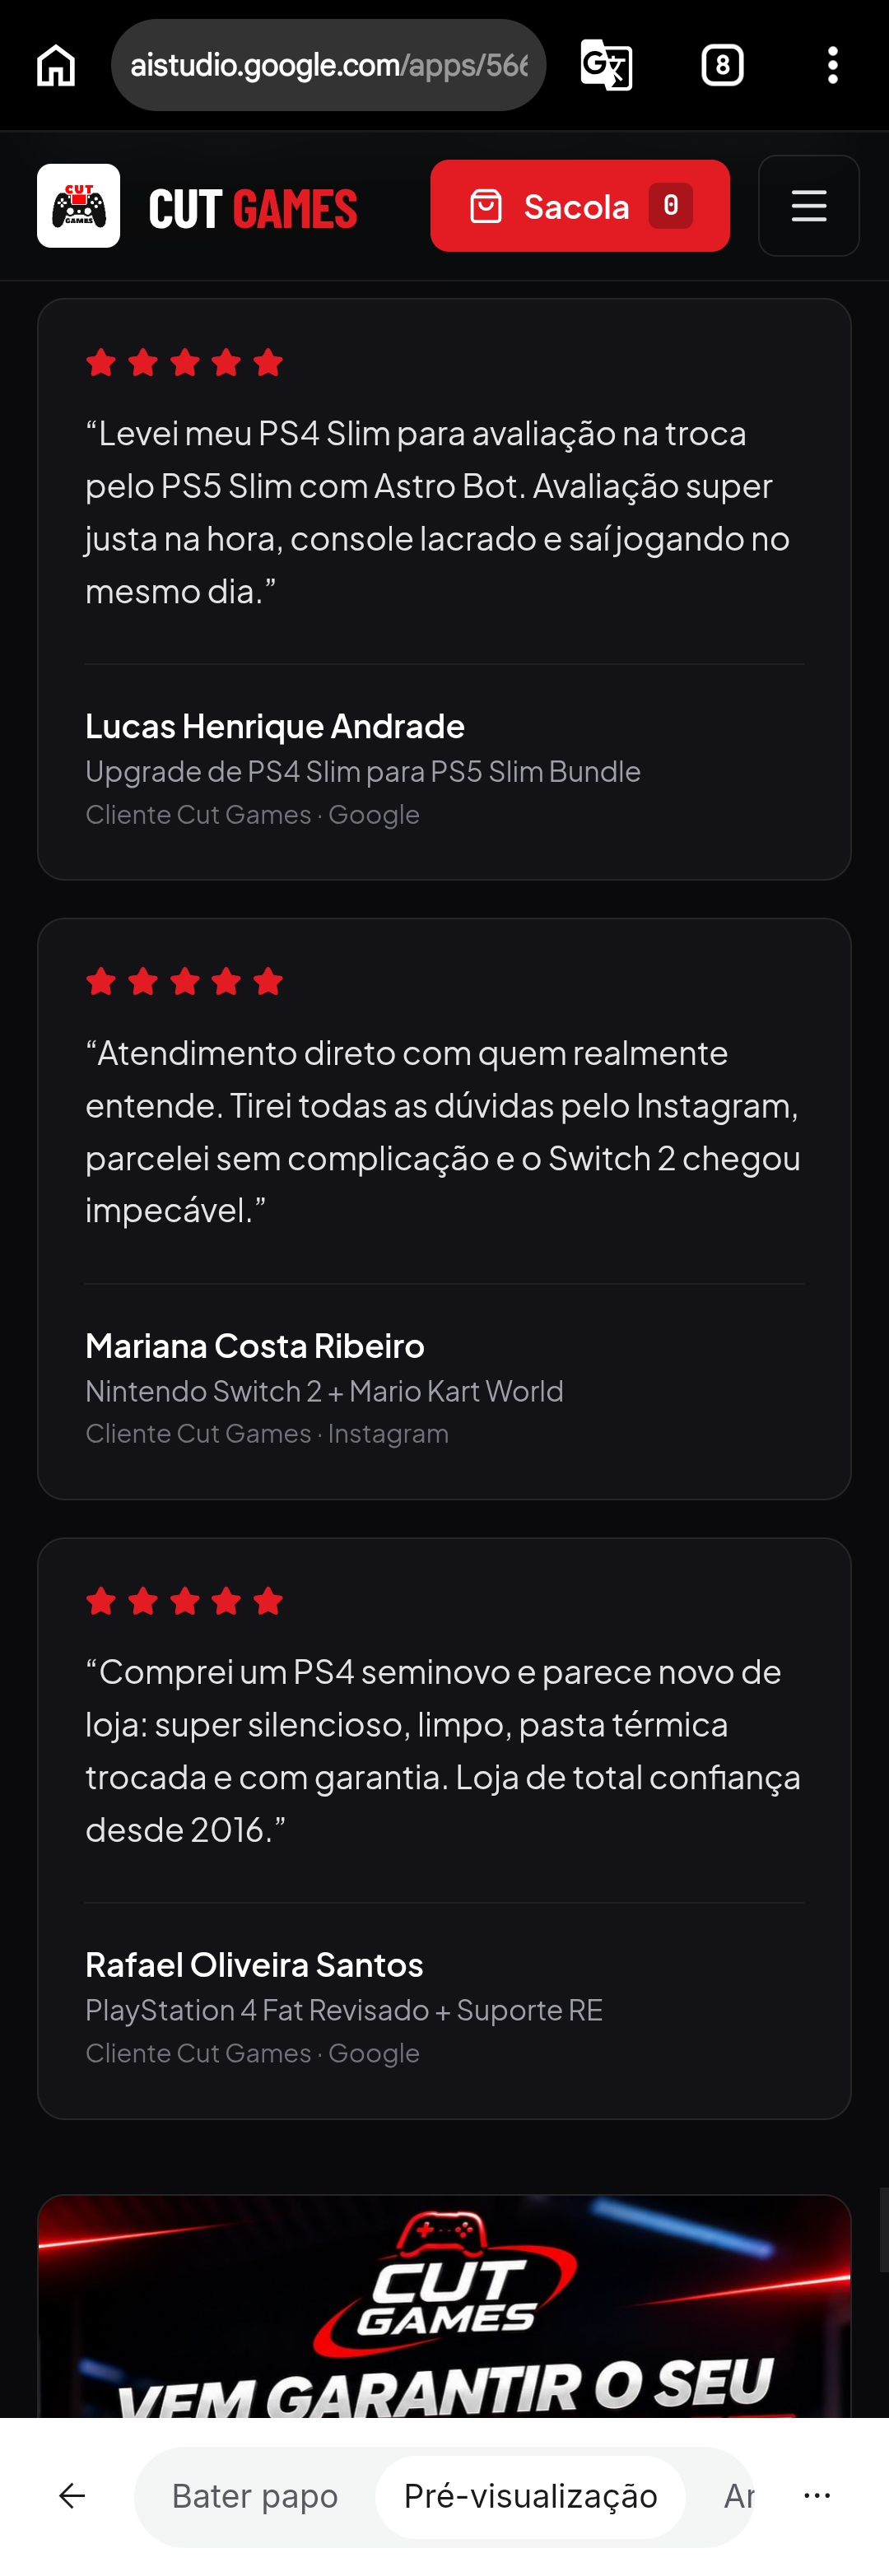 aistudio.google.com/apps/566
8
CUT
GAMES
CUT GAMES
Sacola 0
“Levei meu PS4 Slim para avaliação na troca
pelo PS5 Slim com Astro Bot. Avaliação super
justa na hora, console lacrado e saí jogando no
mesmo dia.”
Lucas Henrique Andrade
Upgrade de PS4 Slim para PS5 Slim Bundle
Cliente Cut Games · Google
“Atendimento direto com quem realmente
entende. Tirei todas as dúvidas pelo Instagram,
parcelei sem complicação e o Switch 2 chegou
impecável.”
Mariana Costa Ribeiro
Nintendo Switch 2 + Mario Kart World
Cliente Cut Games · Instagram
“Comprei um PS4 seminovo e parece novo de
loja: super silencioso, limpo, pasta térmica
trocada e com garantia. Loja de total confiança
desde 2016.”
Rafael Oliveira Santos
PlayStation 4 Fat Revisado + Suporte RE
Cliente Cut Games · Google
CUT
GAMES
VEM GARANTIR O SEU
Bater papo
Pré-visualização